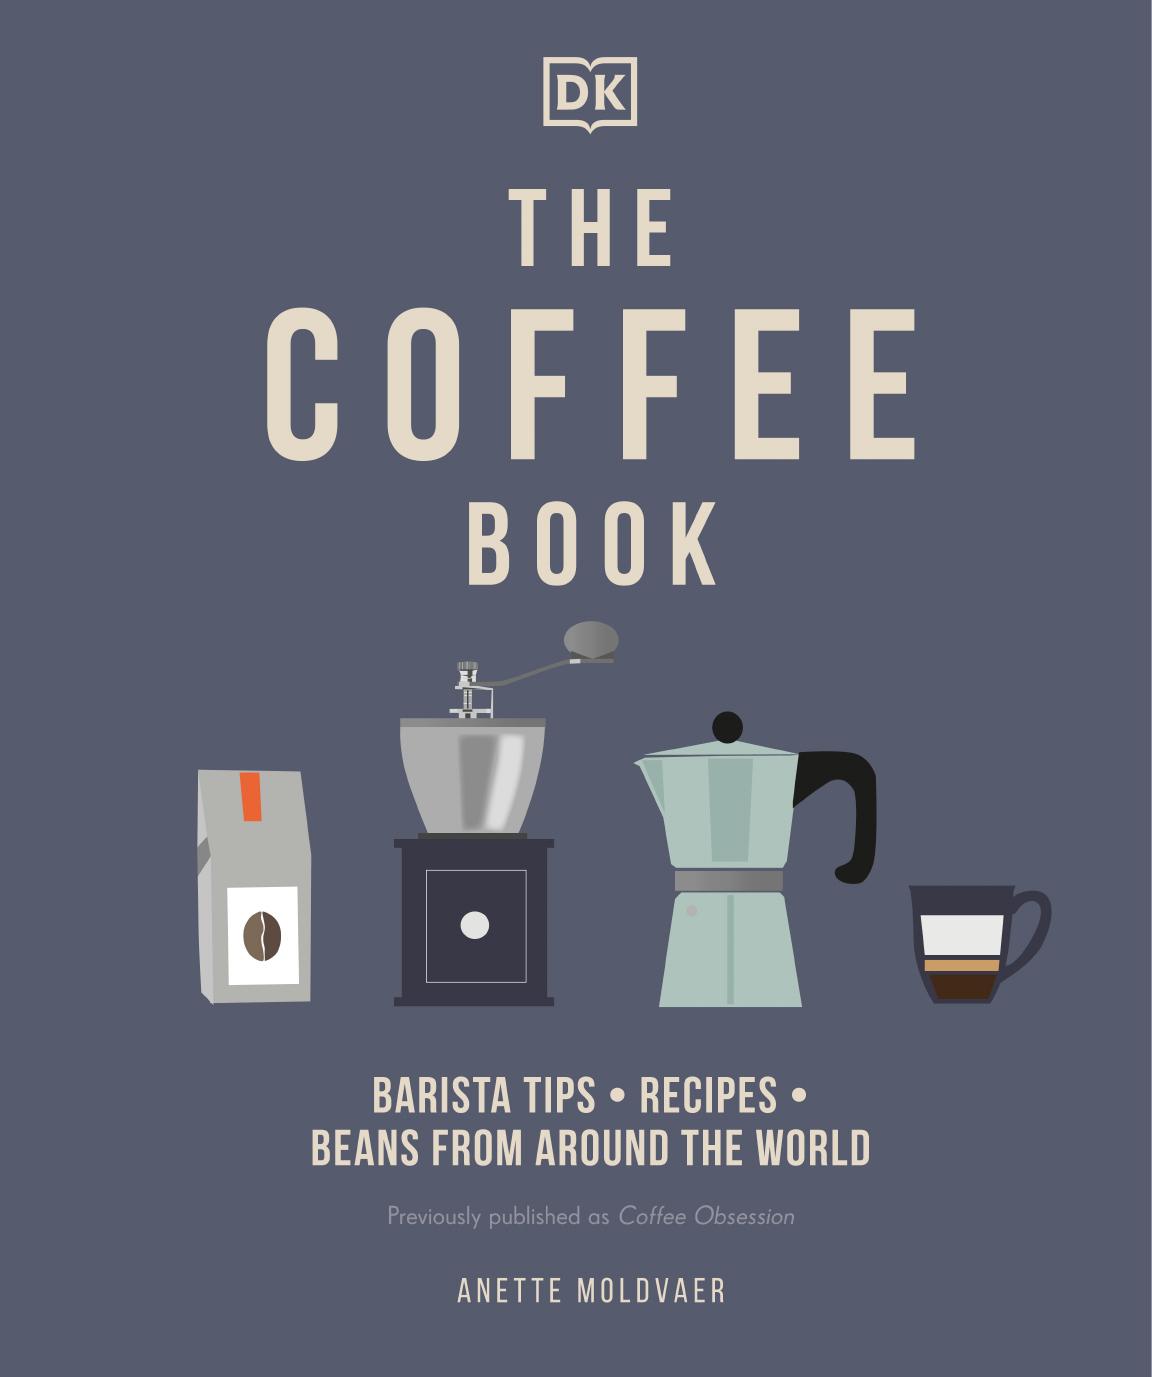 DK
THE
COFFEE
BOOK
BARISTA TIPS • RECIPES •
BEANS FROM AROUND THE WORLD
Previously published as Coffee Obsession
ANETTE MOLDVAER